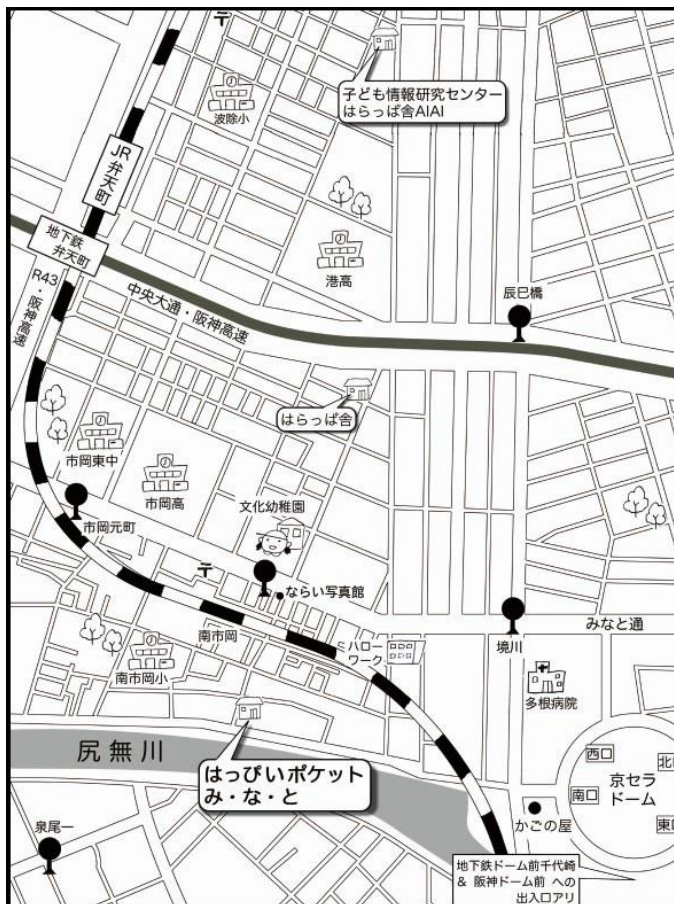 〒
波除小
子ども情報研究センター
はらっぱ舎AIAI
JR弁天町
地下鉄
弁天町
港高
R43・阪神高速
中央大通・阪神高速
辰巳橋
はらっぱ舎
市岡東中
市岡高
市岡元町
文化幼稚園
〒
ならい写真館
みなと通
南市岡
ハロー
ワーク
境川
南市岡小
多根病院
尻無川
はっぴいポケット
み・な・と
西口
北口
京セラ
ドーム
南口
東口
かごの屋
泉尾一
地下鉄ドーム前千代崎
& 阪神ドーム前 への
出入口アリ